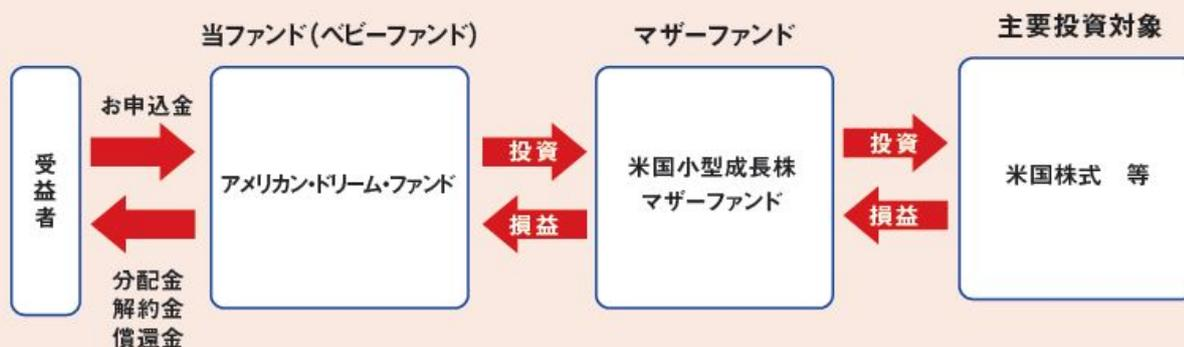 当ファンド(ベビーファンド)
マザーファンド
主要投資対象
受益者
お申込金
分配金
解約金
償還金
アメリカン・ドリーム・ファンド
投資
損益
米国小型成長株
マザーファンド
投資
損益
米国株式 等